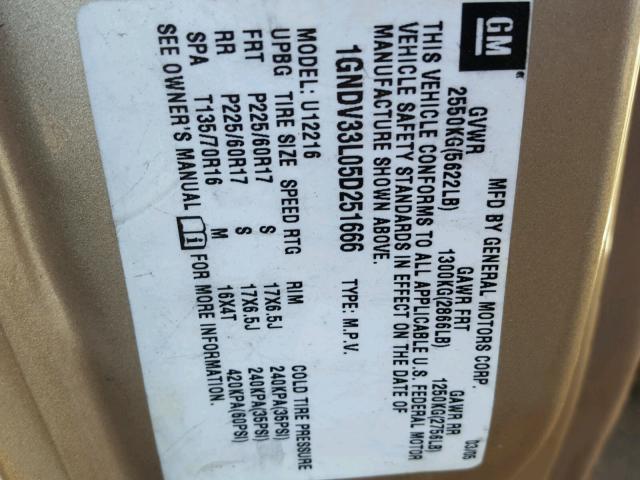 GM
MFD BY GENERAL MOTORS CORP. 03/05
GVWR GAWR FRT GAWR RR
2550KG(5622LB) 1300KG(2866LB) 1250KG(2756LB)
THIS VEHICLE CONFORMS TO ALL APPLICABLE U.S. FEDERAL MOTOR
VEHICLE SAFETY STANDARDS IN EFFECT ON THE DATE OF
MANUFACTURE SHOWN ABOVE.
1GNDV33L05D251666 TYPE: M.P.V.
MODEL: U12216
UPBG TIRE SIZE SPEED RTG RIM COLD TIRE PRESSURE
FRT P225/60R17 S 17X6.5J 240KPA(35PSI)
RR P225/60R17 S 17X6.5J 240KPA(35PSI)
SPA T135/70R16 M 16X4T 420KPA(60PSI)
SEE OWNER'S MANUAL FOR MORE INFORMATION.